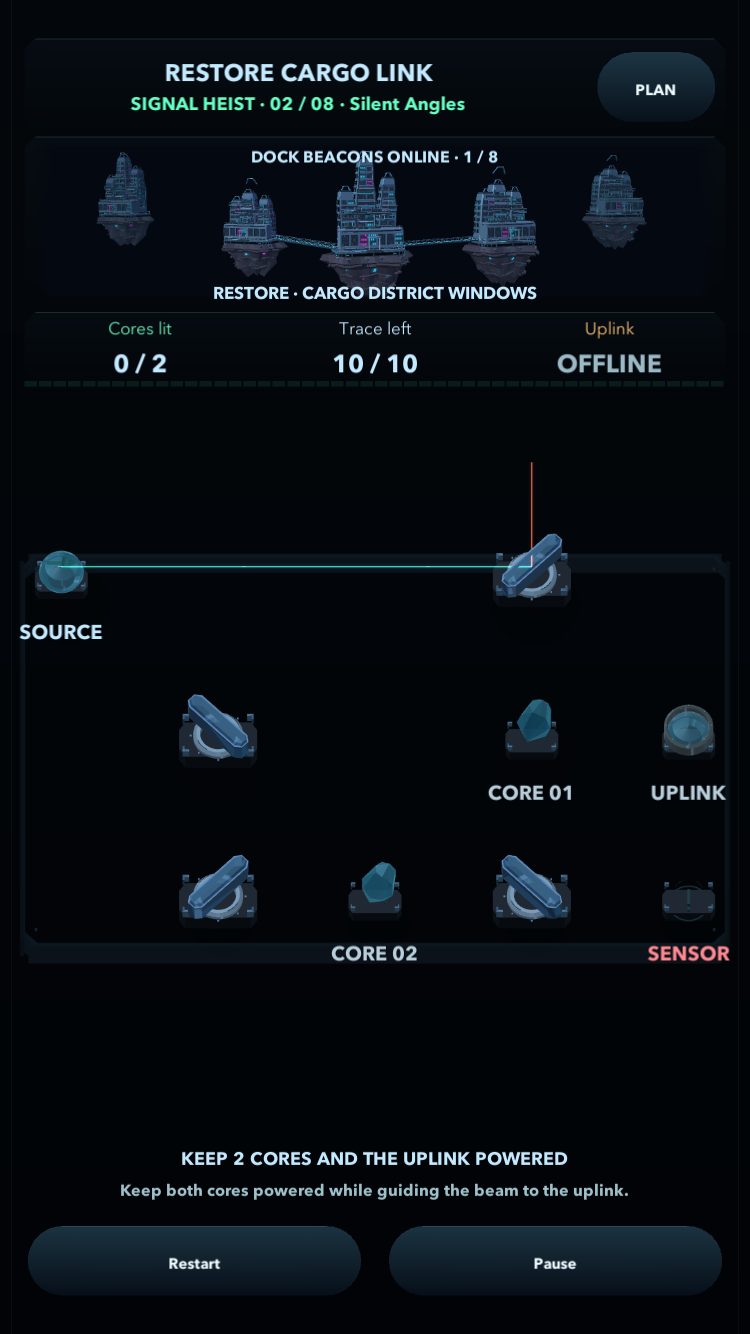 RESTORE CARGO LINK
SIGNAL HEIST · 02 / 08 · Silent Angles
PLAN
DOCK BEACONS ONLINE · 1 / 8
RESTORE · CARGO DISTRICT WINDOWS
Cores lit
Trace left
Uplink
0 / 2
10 / 10
OFFLINE
SOURCE
CORE 01
UPLINK
CORE 02
SENSOR
KEEP 2 CORES AND THE UPLINK POWERED
Keep both cores powered while guiding the beam to the uplink.
Restart
Pause